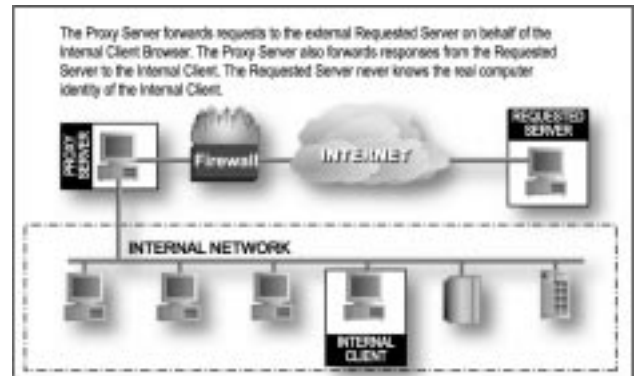 The Proxy Server forwards requests to the external Requested Server on behalf of the
Internal Client Browser. The Proxy Server also forwards responses from the Requested
Server to the Internal Client. The Requested Server never knows the real computer
identity of the Internal Client.
PROXY
SERVER
Firewall
INTERNET
REQUESTED
SERVER
INTERNAL NETWORK
INTERNAL
CLIENT